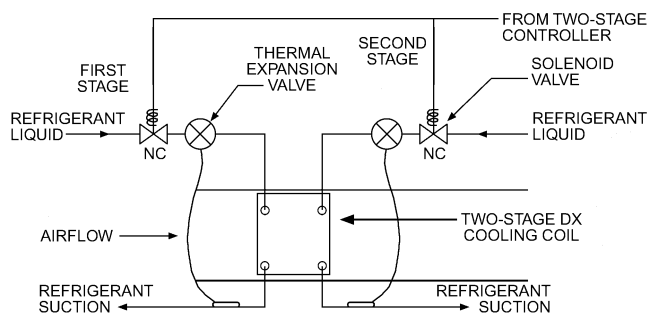 FROM TWO-STAGE
CONTROLLER
THERMAL
EXPANSION
VALVE
SECOND
STAGE
FIRST
STAGE
SOLENOID
VALVE
REFRIGERANT
LIQUID
NC
NC
REFRIGERANT
LIQUID
AIRFLOW
TWO-STAGE DX
COOLING COIL
REFRIGERANT
SUCTION
REFRIGERANT
SUCTION